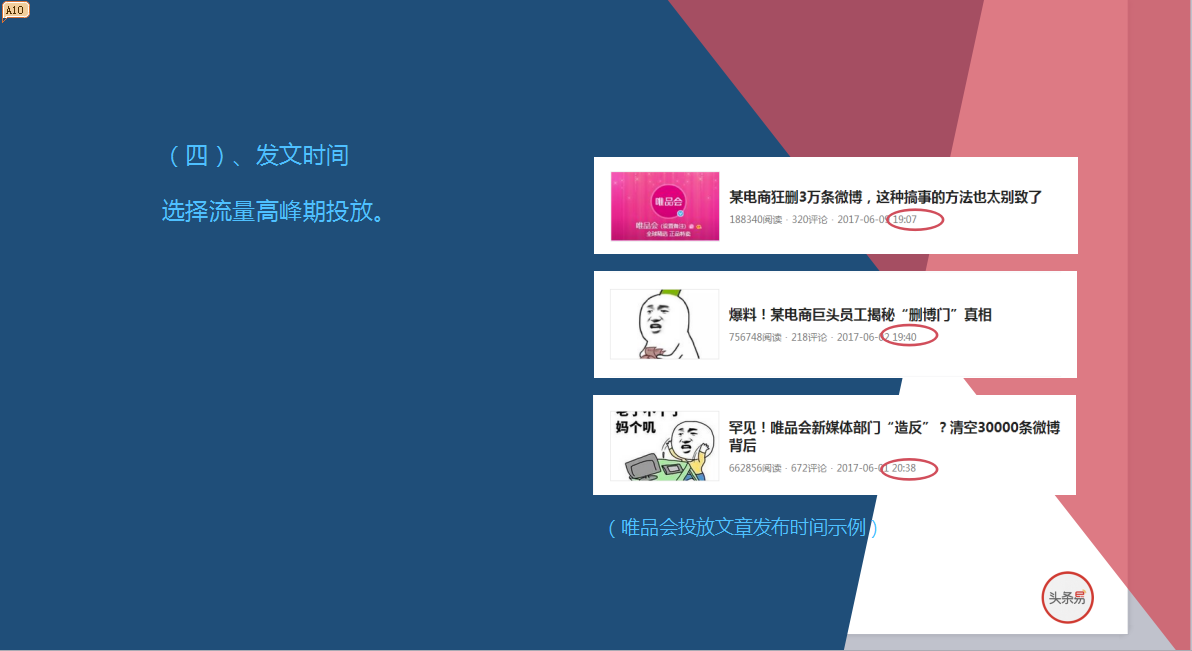 A10
（四）、发文时间
选择流量高峰期投放。
唯品会
唯品会
全球精选 正品特卖
某电商狂删3万条微博，这种搞事的方法也太别致了
188340阅读 · 320评论 · 2017-06-09 19:07
爆料！某电商巨头员工揭秘“删博门”真相
756748阅读 · 218评论 · 2017-06-02 19:40
妈个叽
罕见！唯品会新媒体部门“造反”？清空30000条微博
背后
662856阅读 · 672评论 · 2017-06-01 20:38
（唯品会投放文章发布时间示例）
头条易